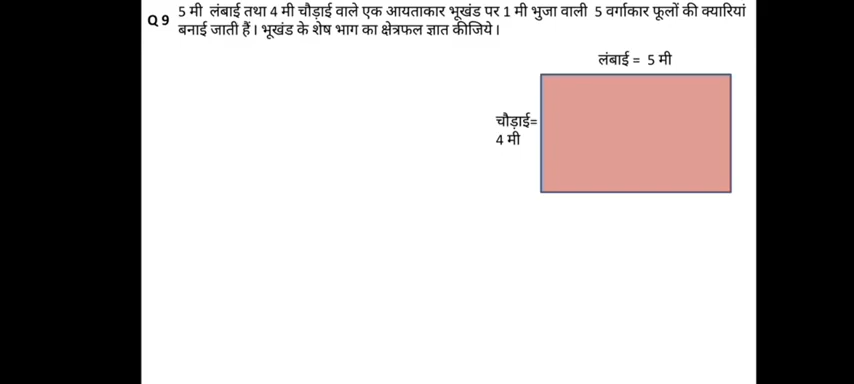 Q 9 5 मी लंबाई तथा 4 मी चौड़ाई वाले एक आयताकार भूखंड पर 1 मी भुजा वाली 5 वर्गाकार फूलों की क्यारियां
बनाई जाती हैं। भूखंड के शेष भाग का क्षेत्रफल ज्ञात कीजिये।
लंबाई = 5 मी
चौड़ाई=
4 मी